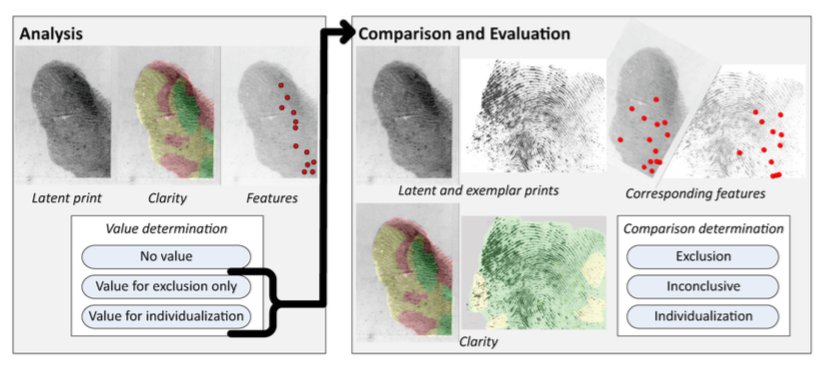 Analysis
Latent print
Clarity
Features
Value determination
No value
Value for exclusion only
Value for individualization
Comparison and Evaluation
Latent and exemplar prints
Corresponding features
Clarity
Comparison determination
Exclusion
Inconclusive
Individualization